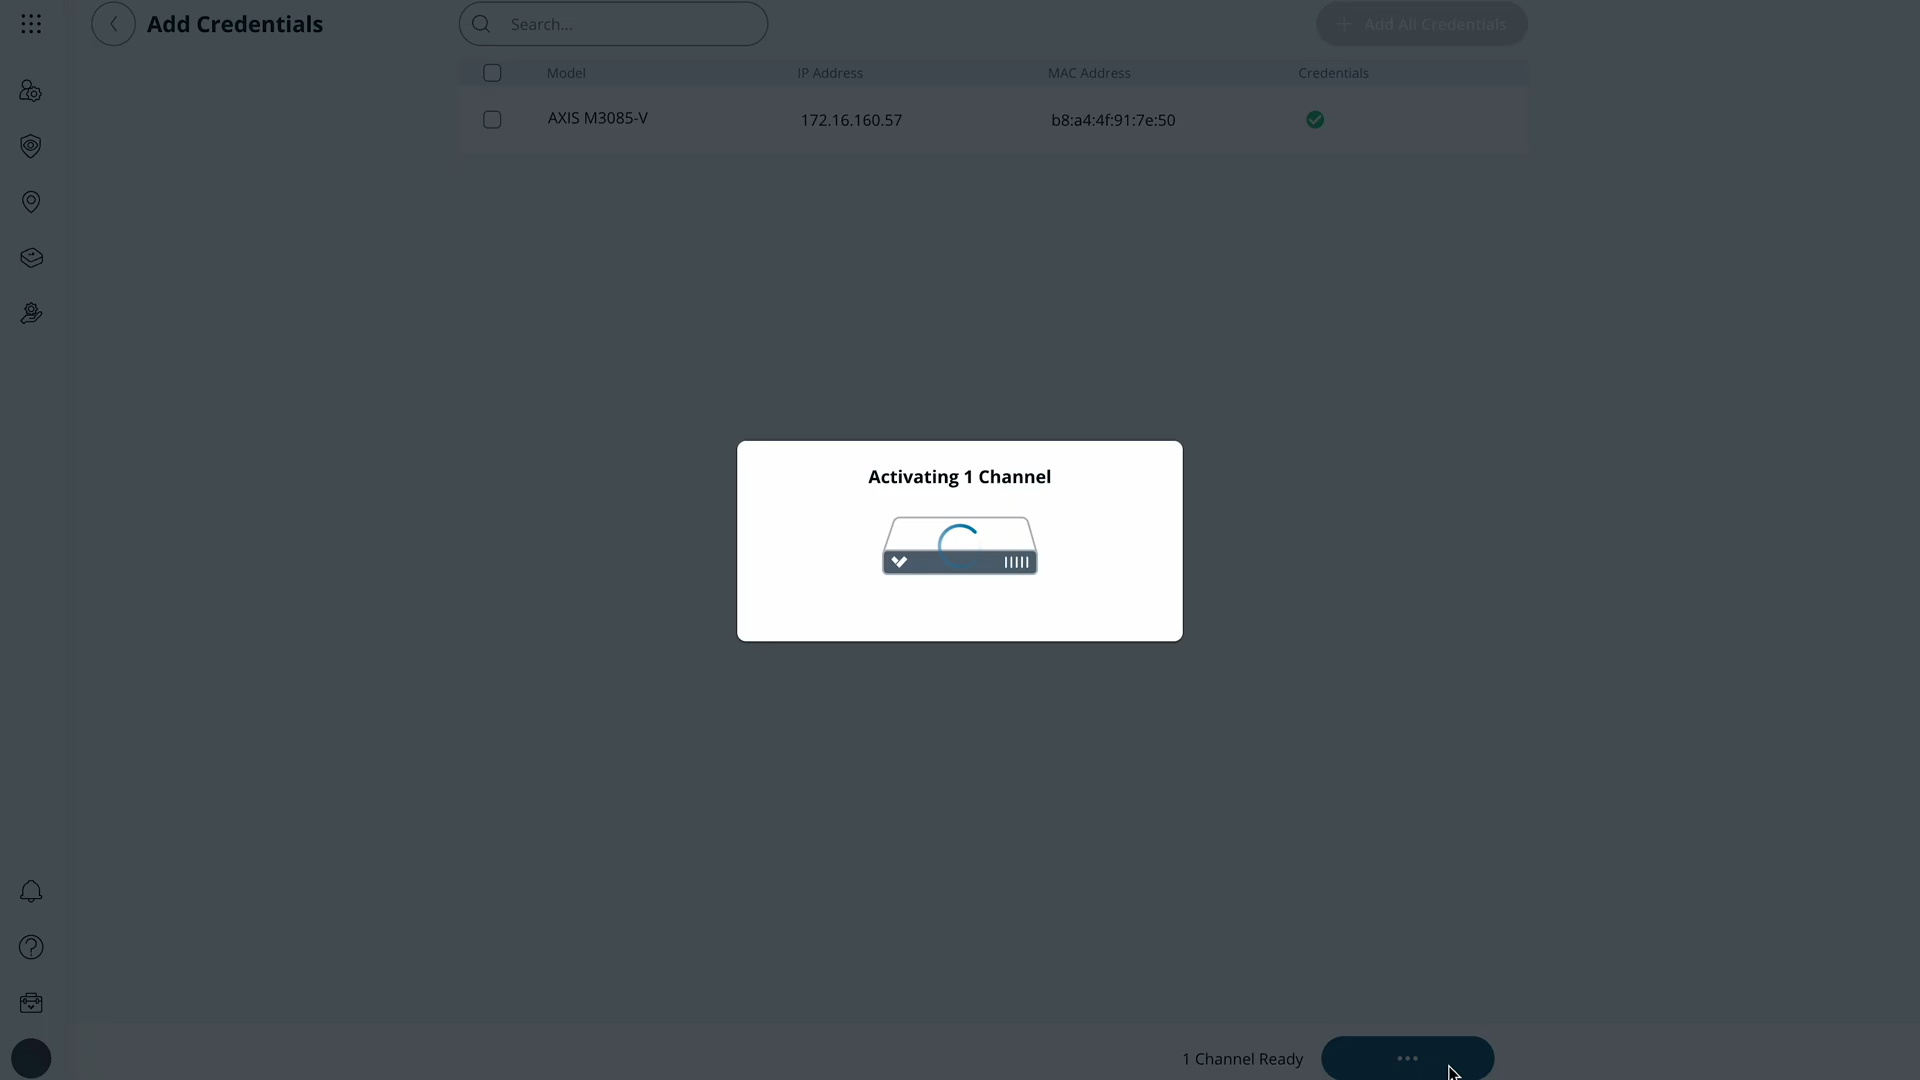 Add Credentials
Search...
Add All Credentials
Model IP Address MAC Address Credentials
AXIS M3085-V 172.16.160.57 b8:a4:4f:91:7e:50
Activating 1 Channel
1 Channel Ready